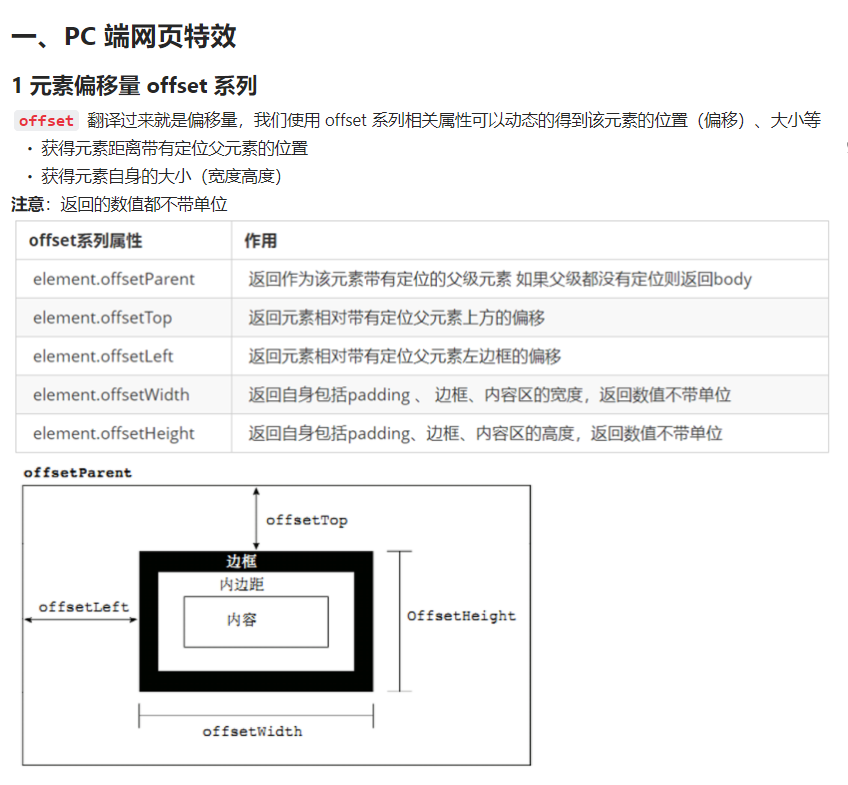 一、PC 端网页特效
1 元素偏移量 offset 系列
offset 翻译过来就是偏移量，我们使用 offset 系列相关属性可以动态的得到该元素的位置（偏移）、大小等
• 获得元素距离带有定位父元素的位置
• 获得元素自身的大小（宽度高度）
注意：返回的数值都不带单位
offset系列属性 作用
element.offsetParent 返回作为该元素带有定位的父级元素 如果父级都没有定位则返回body
element.offsetTop 返回元素相对带有定位父元素上方的偏移
element.offsetLeft 返回元素相对带有定位父元素左边框的偏移
element.offsetWidth 返回自身包括padding 、 边框、内容区的宽度，返回数值不带单位
element.offsetHeight 返回自身包括padding、边框、内容区的高度，返回数值不带单位
offsetParent
offsetTop
边框
内边距
offsetLeft
内容
OffsetHeight
offsetWidth